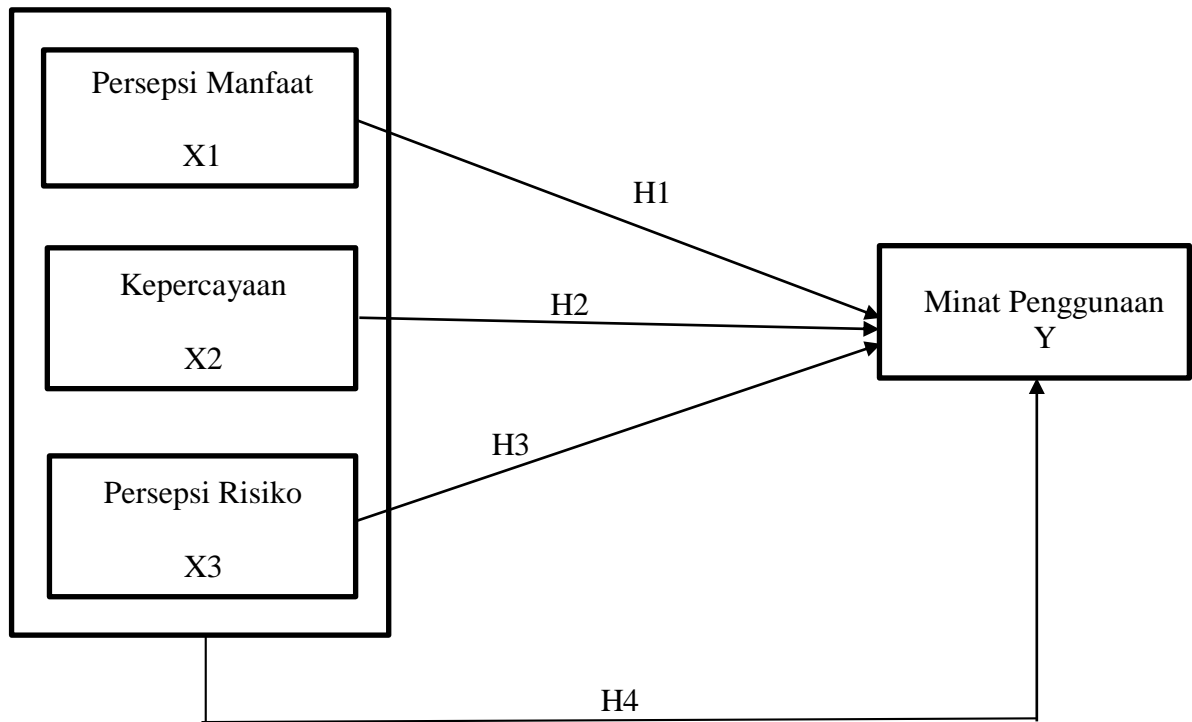 Persepsi Manfaat
X1
H1
Kepercayaan
X2
H2
Minat Penggunaan
Y
H3
Persepsi Risiko
X3
H4